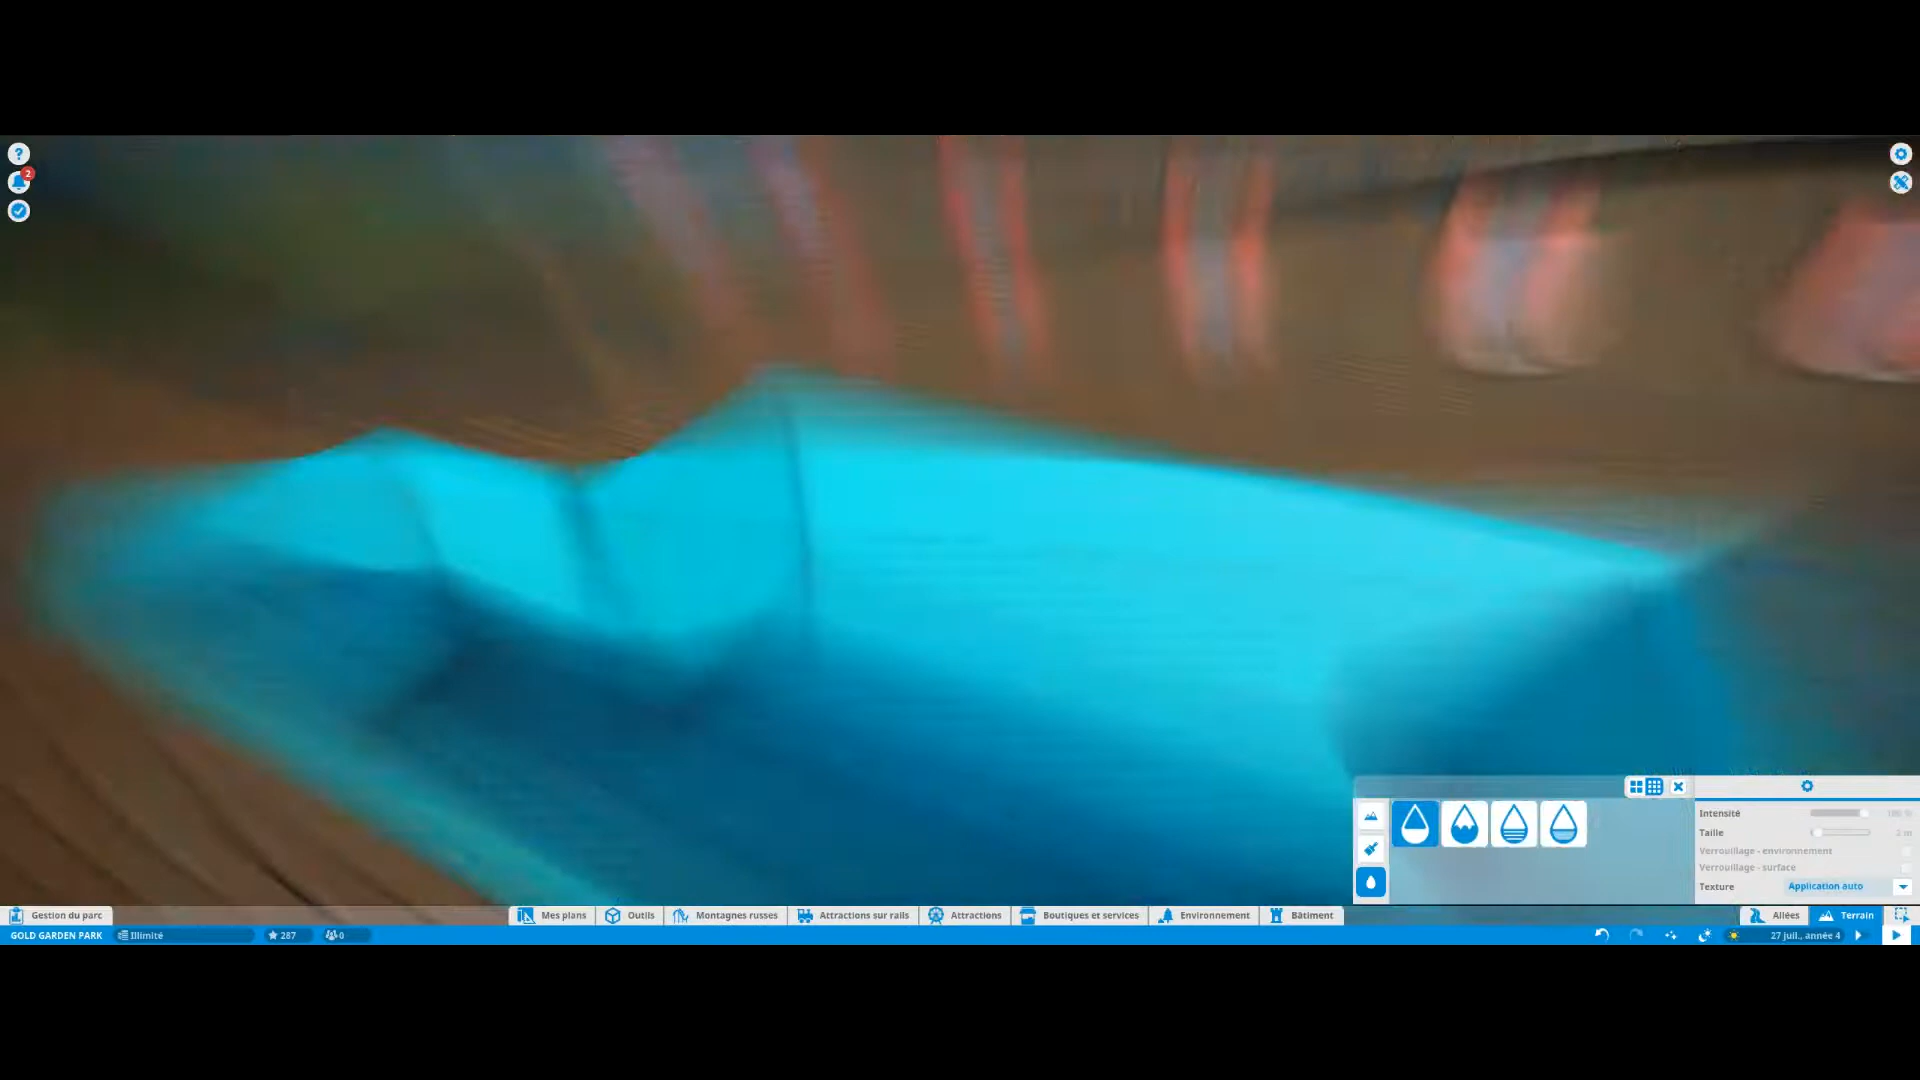 ?
2
Intensité
Taille 2 m
Verrouillage - environnement
Verrouillage - surface
Texture Application auto
Gestion du parc Mes plans Outils Montagnes russes Attractions sur rails Attractions Boutiques et services Environnement Bâtiment Allées Terrain
GOLD GARDEN PARK Illimité 287 0 27 juil., année 4